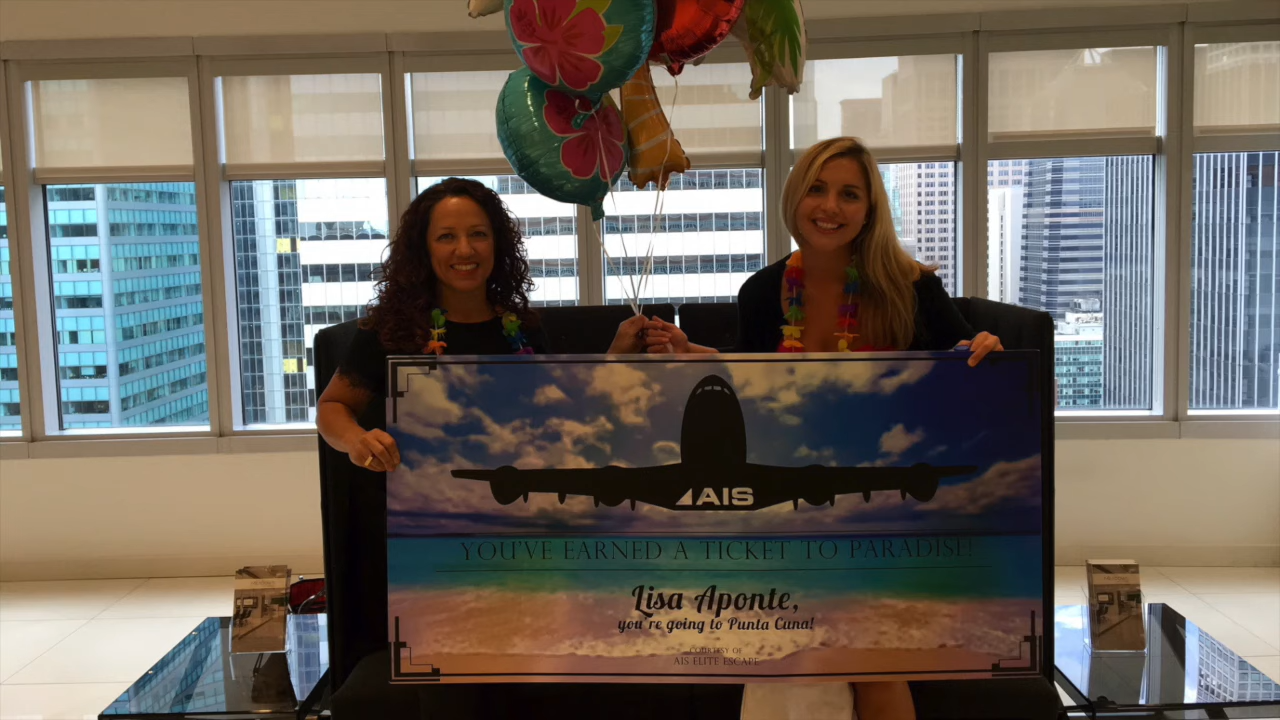 AIS
YOU'VE EARNED A TICKET TO PARADISE!
Lisa Aponte,
you're going to Punta Cuna!
COURTESY OF
AIS ELITE ESCAPE